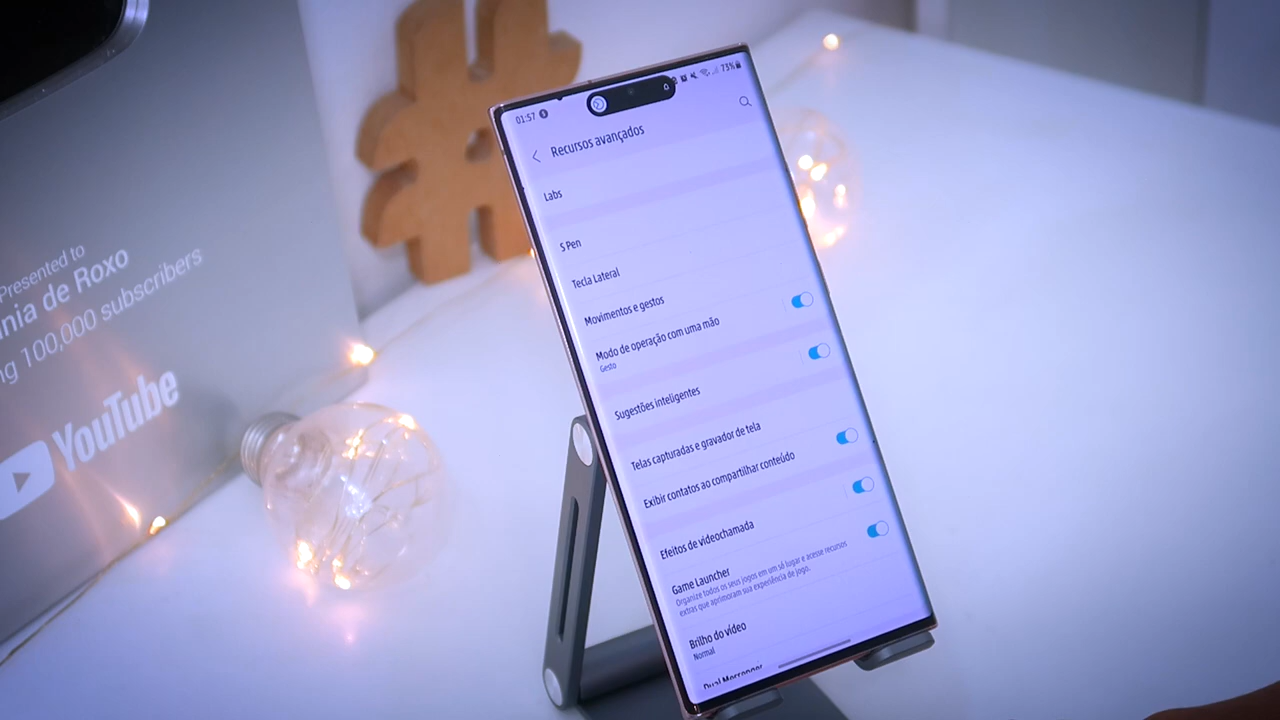 Presented to
nia de Roxo
ng 100,000 subscribers
YouTube
01:57
73%
Recursos avançados
Labs
S Pen
Tecla Lateral
Movimentos e gestos
Modo de operação com uma mão
Gesto
Sugestões inteligentes
Telas capturadas e gravador de tela
Exibir contatos ao compartilhar conteúdo
Efeitos de videochamada
Game Launcher
Organize todos os seus jogos em um só lugar e acesse recursos
extras que aprimoram sua experiência de jogo.
Brilho do vídeo
Normal
Dual Messenger